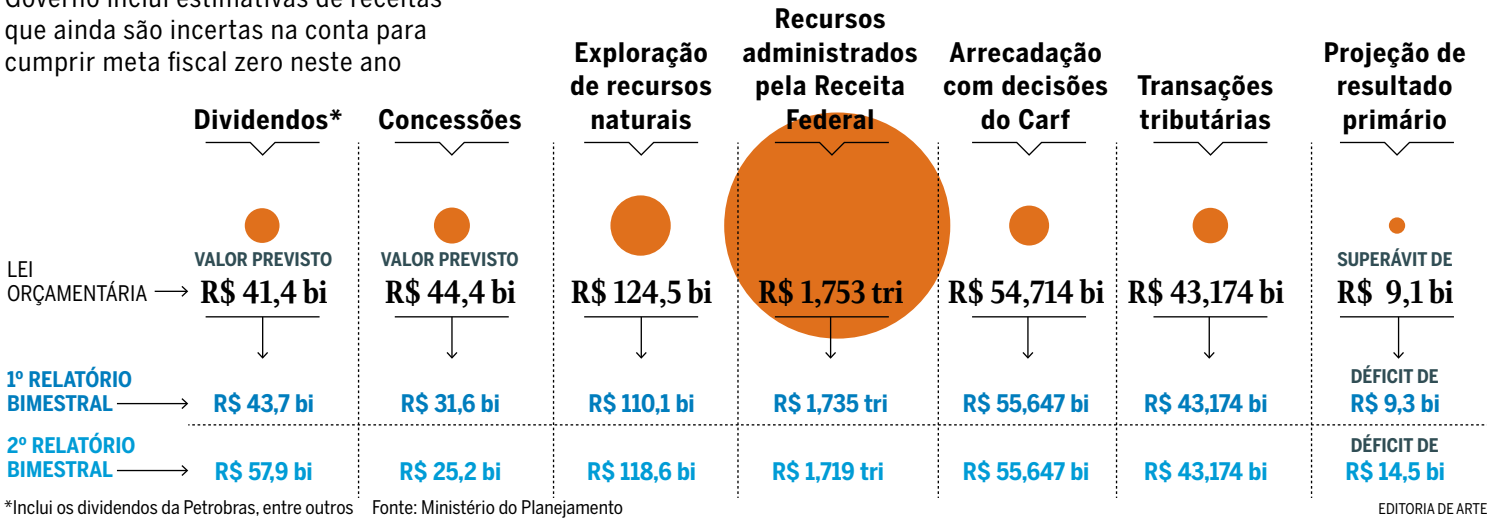 Governo inclui estimativas de receitas
que ainda são incertas na conta para
cumprir meta fiscal zero neste ano
Dividendos*
Concessões
Exploração
de recursos
naturais
Recursos
administrados
pela Receita
Federal
Arrecadação
com decisões
do Carf
Transações
tributárias
Projeção de
resultado
primário
LEI
ORÇAMENTÁRIA
VALOR PREVISTO
R$ 41,4 bi
VALOR PREVISTO
R$ 44,4 bi
R$ 124,5 bi
R$ 1,753 tri
R$ 54,714 bi
R$ 43,174 bi
SUPERÁVIT DE
R$ 9,1 bi
1º RELATÓRIO
BIMESTRAL
R$ 43,7 bi
R$ 31,6 bi
R$ 110,1 bi
R$ 1,735 tri
R$ 55,647 bi
R$ 43,174 bi
DÉFICIT DE
R$ 9,3 bi
2º RELATÓRIO
BIMESTRAL
R$ 57,9 bi
R$ 25,2 bi
R$ 118,6 bi
R$ 1,719 tri
R$ 55,647 bi
R$ 43,174 bi
DÉFICIT DE
R$ 14,5 bi
*Inclui os dividendos da Petrobras, entre outros Fonte: Ministério do Planejamento
EDITORIA DE ARTE